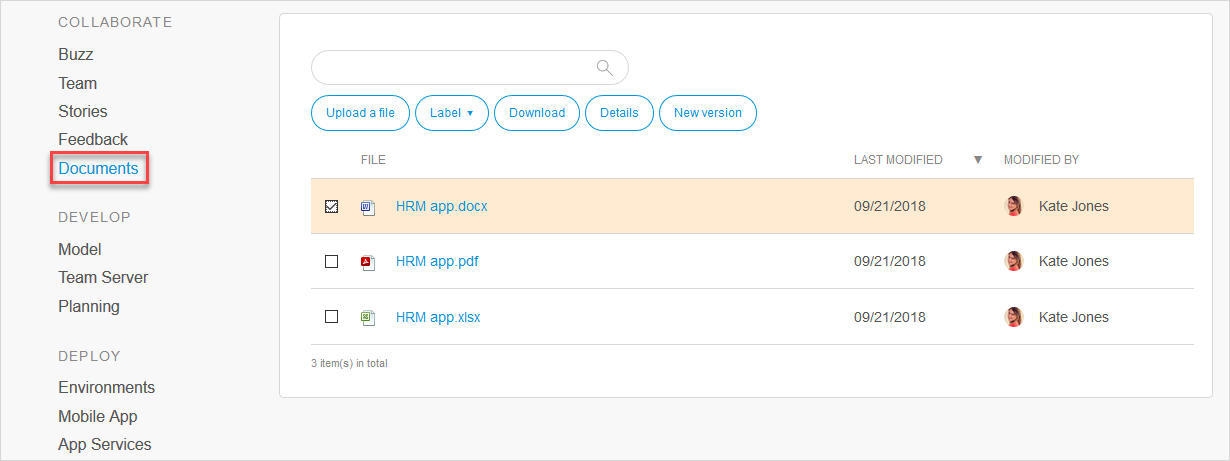 COLLABORATE
Buzz
Team
Stories
Feedback
Documents
DEVELOP
Model
Team Server
Planning
DEPLOY
Environments
Mobile App
App Services
Upload a file Label Download Details New version
FILE LAST MODIFIED MODIFIED BY
HRM app.docx 09/21/2018 Kate Jones
HRM app.pdf 09/21/2018 Kate Jones
HRM app.xlsx 09/21/2018 Kate Jones
3 item(s) in total